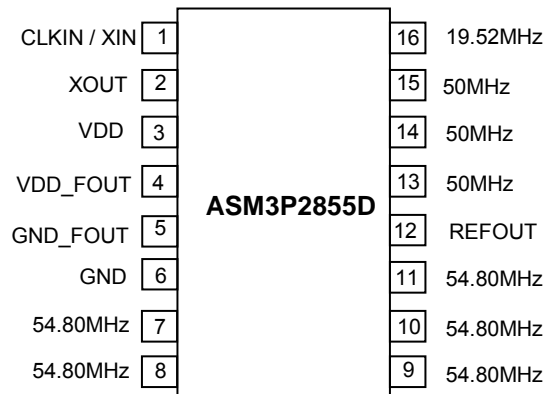 CLKIN / XIN 1 16 19.52MHz
XOUT 2 15 50MHz
VDD 3 14 50MHz
VDD_FOUT 4 13 50MHz
ASM3P2855D
GND_FOUT 5 12 REFOUT
GND 6 11 54.80MHz
54.80MHz 7 10 54.80MHz
54.80MHz 8 9 54.80MHz